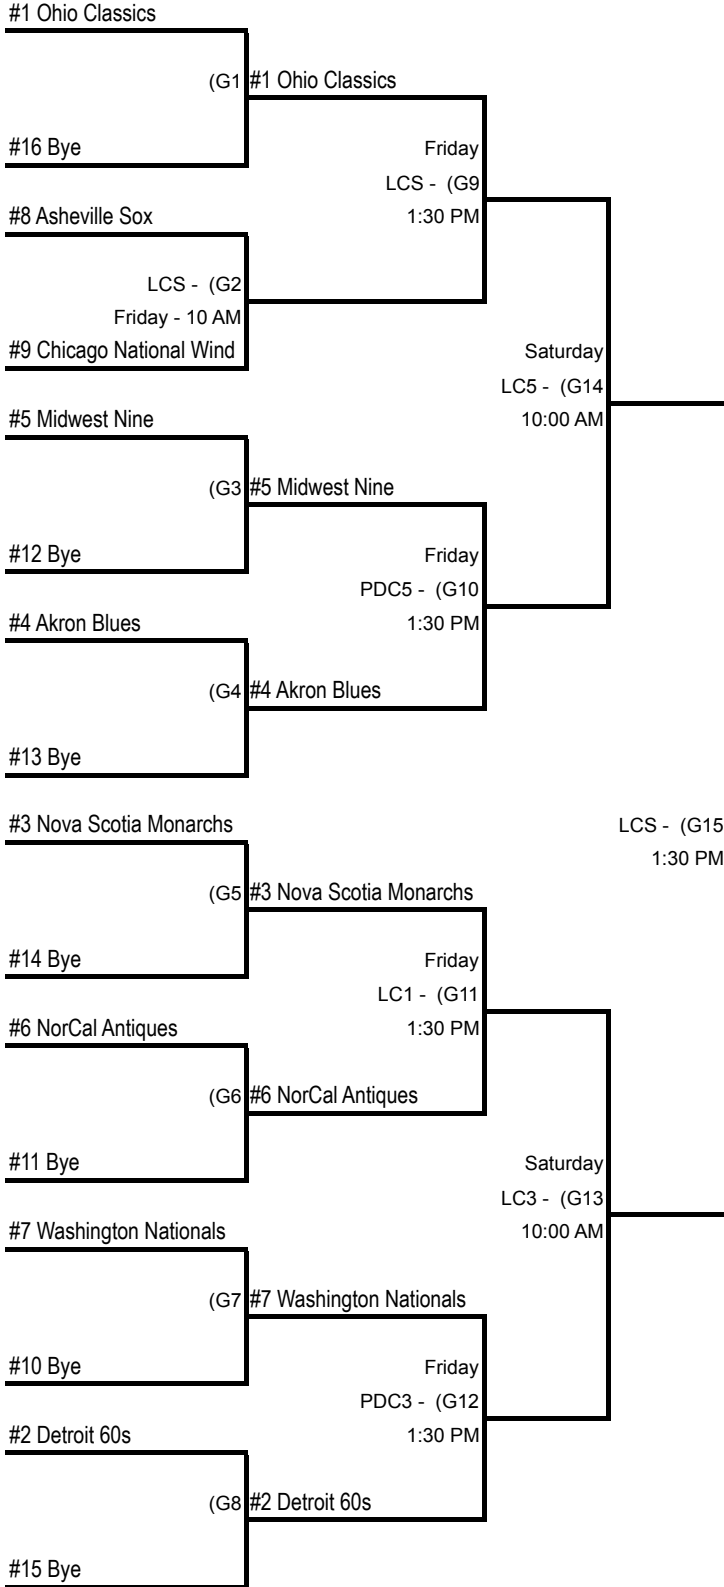 #1 Ohio Classics
(G1 #1 Ohio Classics
#16 Bye
Friday
LCS - (G9
1:30 PM
#8 Asheville Sox
LCS - (G2
Friday - 10 AM
#9 Chicago National Wind
Saturday
LC5 - (G14
10:00 AM
#5 Midwest Nine
(G3 #5 Midwest Nine
#12 Bye
Friday
PDC5 - (G10
1:30 PM
#4 Akron Blues
(G4 #4 Akron Blues
#13 Bye
#3 Nova Scotia Monarchs
LCS - (G15
1:30 PM
(G5 #3 Nova Scotia Monarchs
#14 Bye
Friday
LC1 - (G11
1:30 PM
#6 NorCal Antiques
(G6 #6 NorCal Antiques
#11 Bye
Saturday
LC3 - (G13
10:00 AM
#7 Washington Nationals
(G7 #7 Washington Nationals
#10 Bye
Friday
PDC3 - (G12
1:30 PM
#2 Detroit 60s
(G8 #2 Detroit 60s
#15 Bye